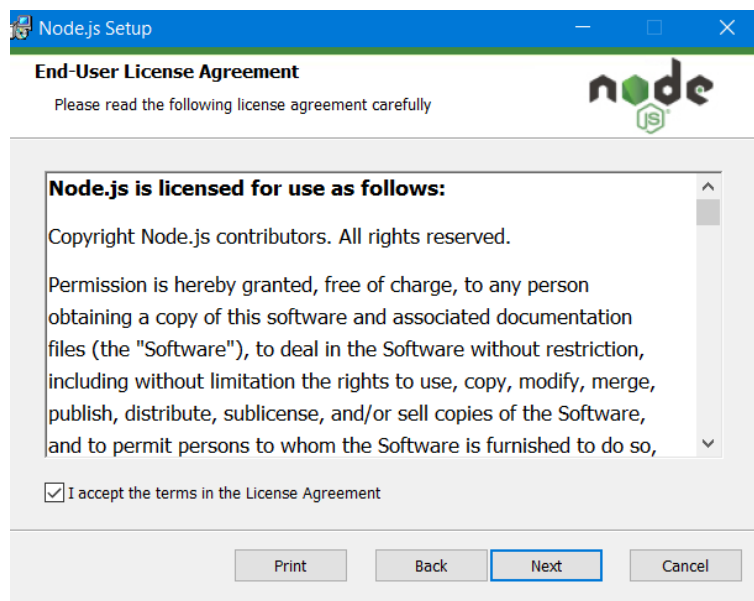 Node.js Setup
End-User License Agreement
Please read the following license agreement carefully
node
JS
Node.js is licensed for use as follows:
Copyright Node.js contributors. All rights reserved.
Permission is hereby granted, free of charge, to any person
obtaining a copy of this software and associated documentation
files (the "Software"), to deal in the Software without restriction,
including without limitation the rights to use, copy, modify, merge,
publish, distribute, sublicense, and/or sell copies of the Software,
and to permit persons to whom the Software is furnished to do so,
I accept the terms in the License Agreement
Print Back Next Cancel